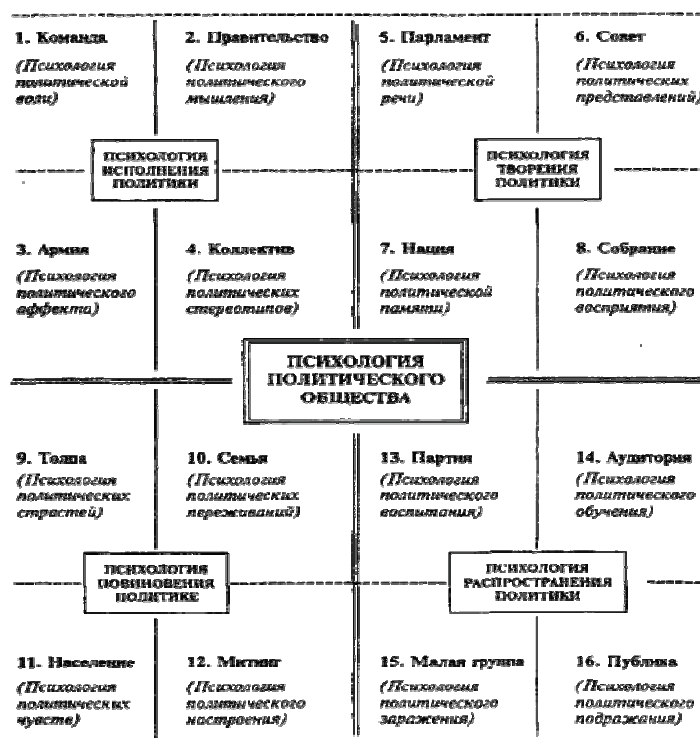 1. Команда
(Психология
политической
воли)
2. Правительство
(Психология
политического
мышления)
5. Парламент
(Психология
политической
речи)
6. Совет
(Психология
политических
представлений)
ПСИХОЛОГИЯ
ИСПОЛНЕНИЯ
ПОЛИТИКИ
ПСИХОЛОГИЯ
ТВОРЕНИЯ
ПОЛИТИКИ
3. Армия
(Психология
политического
аффекта)
4. Коллектив
(Психология
политических
стереотипов)
7. Нация
(Психология
политической
памяти)
8. Собрание
(Психология
политического
восприятия)
ПСИХОЛОГИЯ
ПОЛИТИЧЕСКОГО
ОБЩЕСТВА
9. Толпа
(Психология
политических
страстей)
10. Семья
(Психология
политических
переживаний)
13. Партия
(Психология
политического
воспитания)
14. Аудитория
(Психология
политического
обучения)
ПСИХОЛОГИЯ
ПОВИНОВЕНИЯ
ПОЛИТИКЕ
ПСИХОЛОГИЯ
РАСПРОСТРАНЕНИЯ
ПОЛИТИКИ
11. Население
(Психология
политических
чувств)
12. Митинг
(Психология
политического
настроения)
15. Малая группа
(Психология
политического
заражения)
16. Публика
(Психология
политического
подражания)